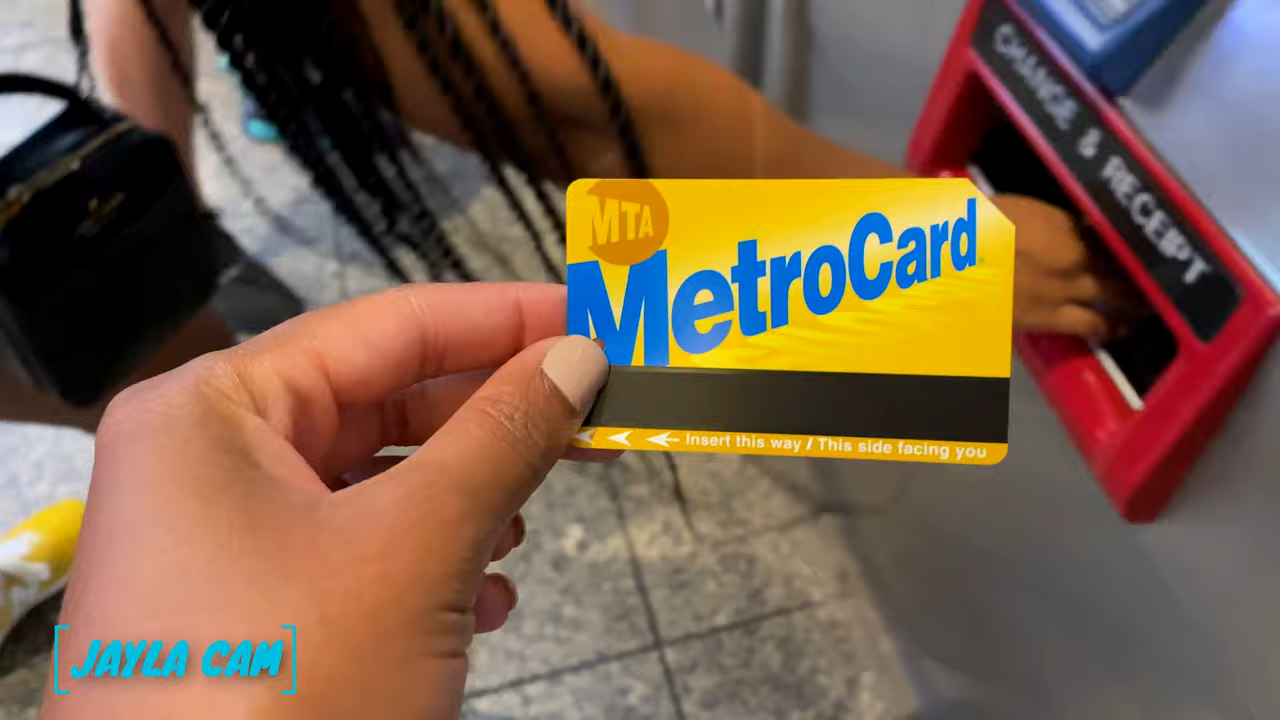 CHANGE & RECEIPT
MTA
MetroCard
Insert this way / This side facing you
JAYLA CAM